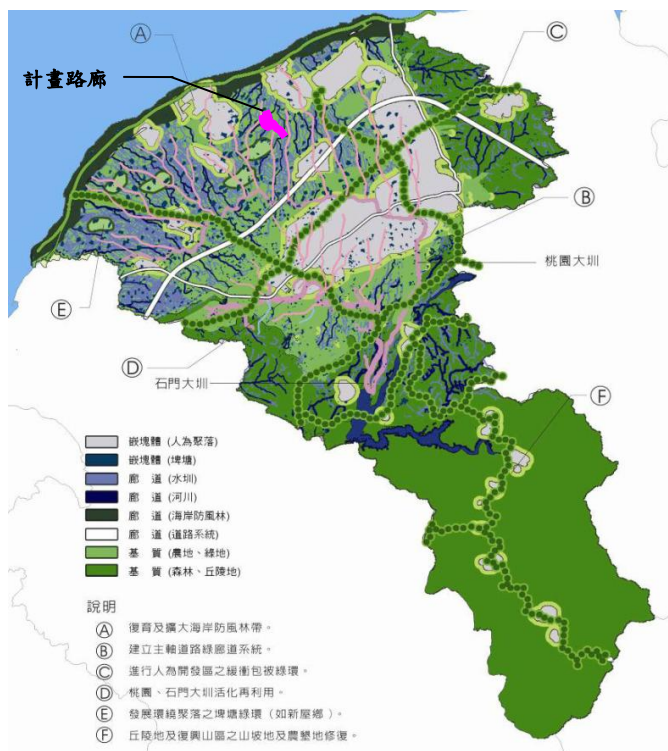 Ⓐ
Ⓒ
計畫路廊
Ⓑ
桃園大圳
Ⓔ
Ⓓ
石門大圳
Ⓕ
嵌塊體 (人為聚落)
嵌塊體 (埤塘)
廊 道 (水圳)
廊 道 (河川)
廊 道 (海岸防風林)
廊 道 (道路系統)
基 質 (農地、綠地)
基 質 (森林、丘陵地)
說明
Ⓐ 復育及擴大海岸防風林帶。
Ⓑ 建立主軸道路綠廊道系統。
Ⓒ 進行人為開發區之緩衝包被綠環。
Ⓓ 桃園、石門大圳活化再利用。
Ⓔ 發展環繞聚落之埤塘綠環 (如新屋鄉)。
Ⓕ 丘陵地及復興山區之山坡地及農墾地修復。